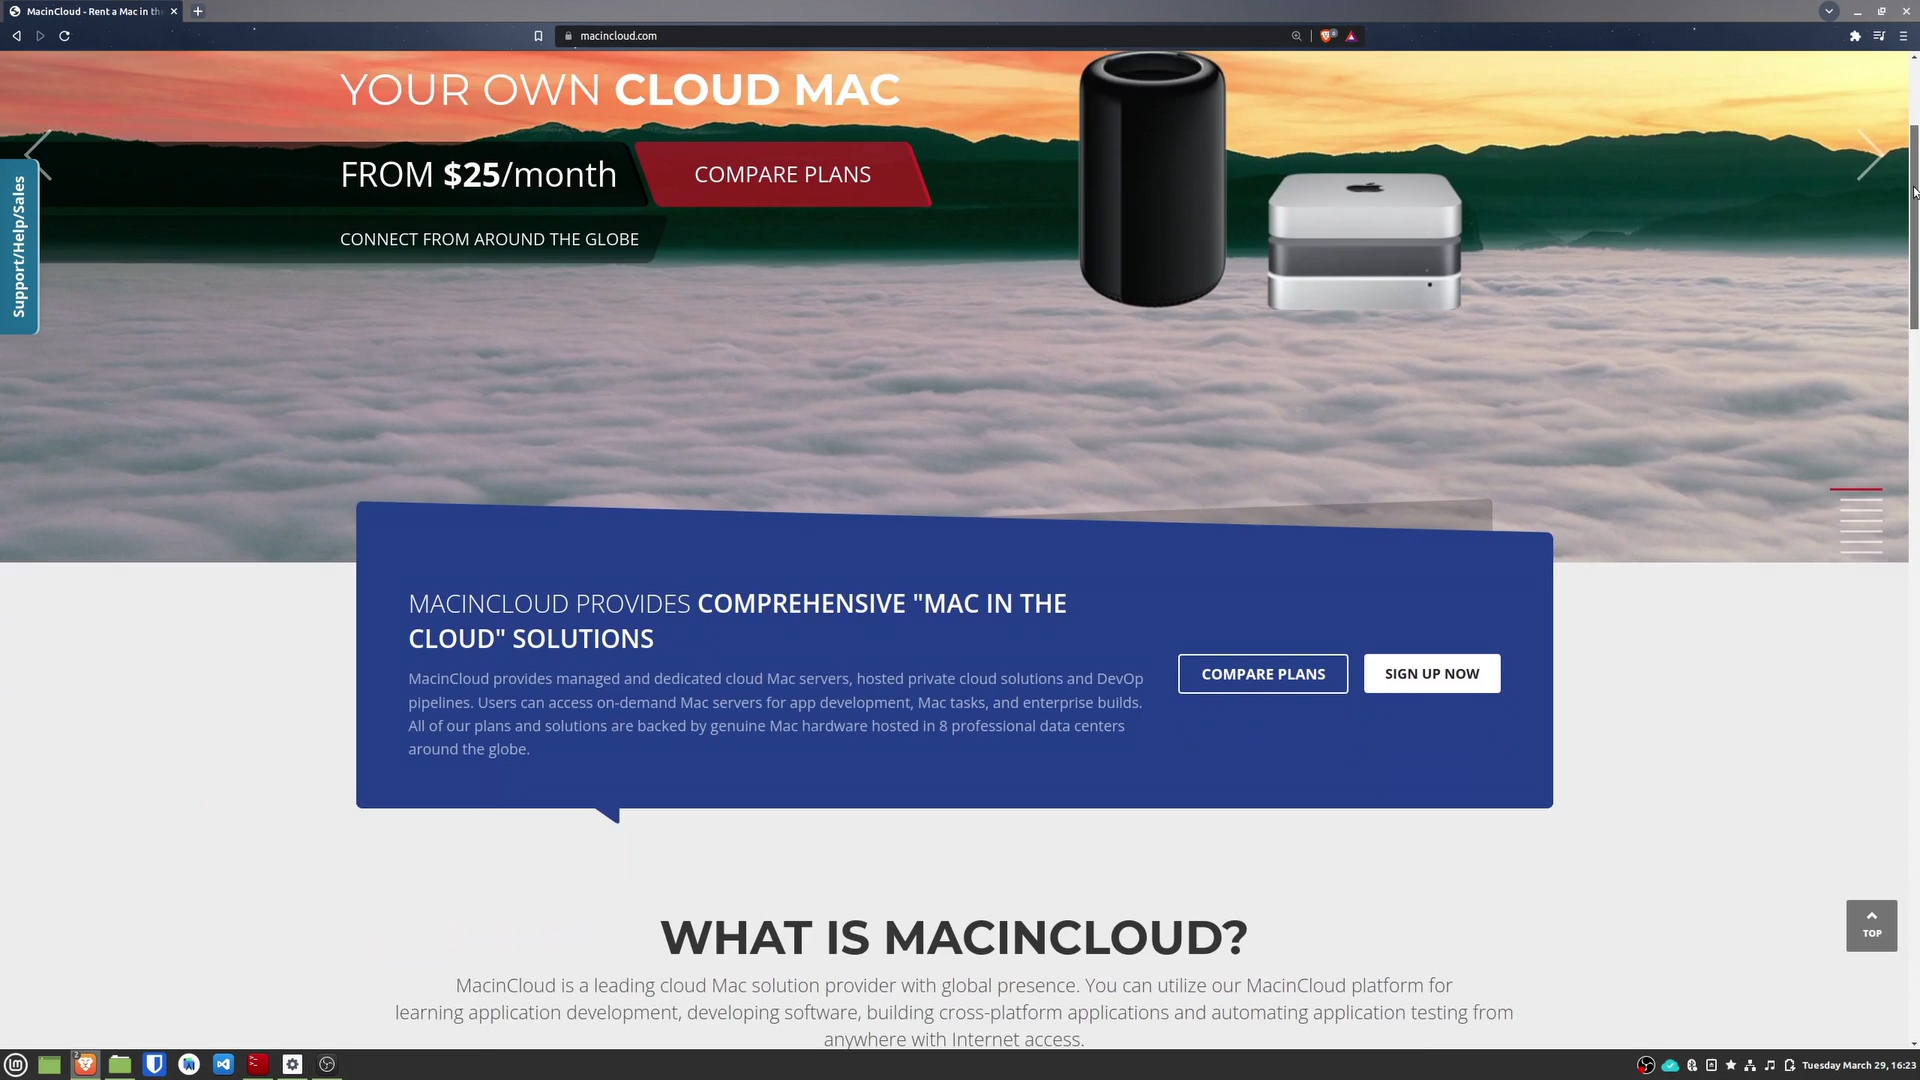 MacinCloud - Rent a Mac in th
macincloud.com
YOUR OWN CLOUD MAC
FROM $25/month
COMPARE PLANS
CONNECT FROM AROUND THE GLOBE
Support/Help/Sales
MACINCLOUD PROVIDES COMPREHENSIVE "MAC IN THE
CLOUD" SOLUTIONS
MacinCloud provides managed and dedicated cloud Mac servers, hosted private cloud solutions and DevOp
pipelines. Users can access on-demand Mac servers for app development, Mac tasks, and enterprise builds.
All of our plans and solutions are backed by genuine Mac hardware hosted in 8 professional data centers
around the globe.
COMPARE PLANS
SIGN UP NOW
WHAT IS MACINCLOUD?
MacinCloud is a leading cloud Mac solution provider with global presence. You can utilize our MacinCloud platform for
learning application development, developing software, building cross-platform applications and automating application testing from
anywhere with Internet access.
TOP
2
Tuesday March 29, 16:23